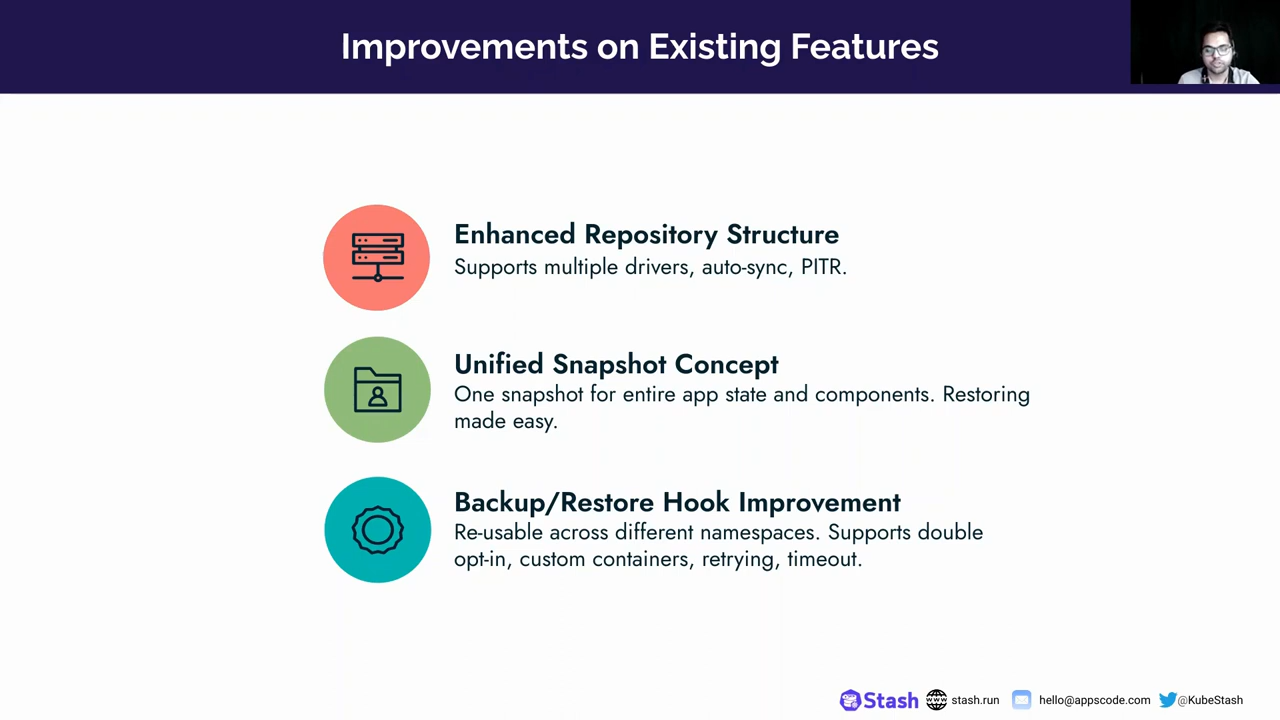 Improvements on Existing Features
Enhanced Repository Structure
Supports multiple drivers, auto-sync, PITR.
Unified Snapshot Concept
One snapshot for entire app state and components. Restoring
made easy.
Backup/Restore Hook Improvement
Re-usable across different namespaces. Supports double
opt-in, custom containers, retrying, timeout.
Stash stash.run hello@appscode.com @KubeStash